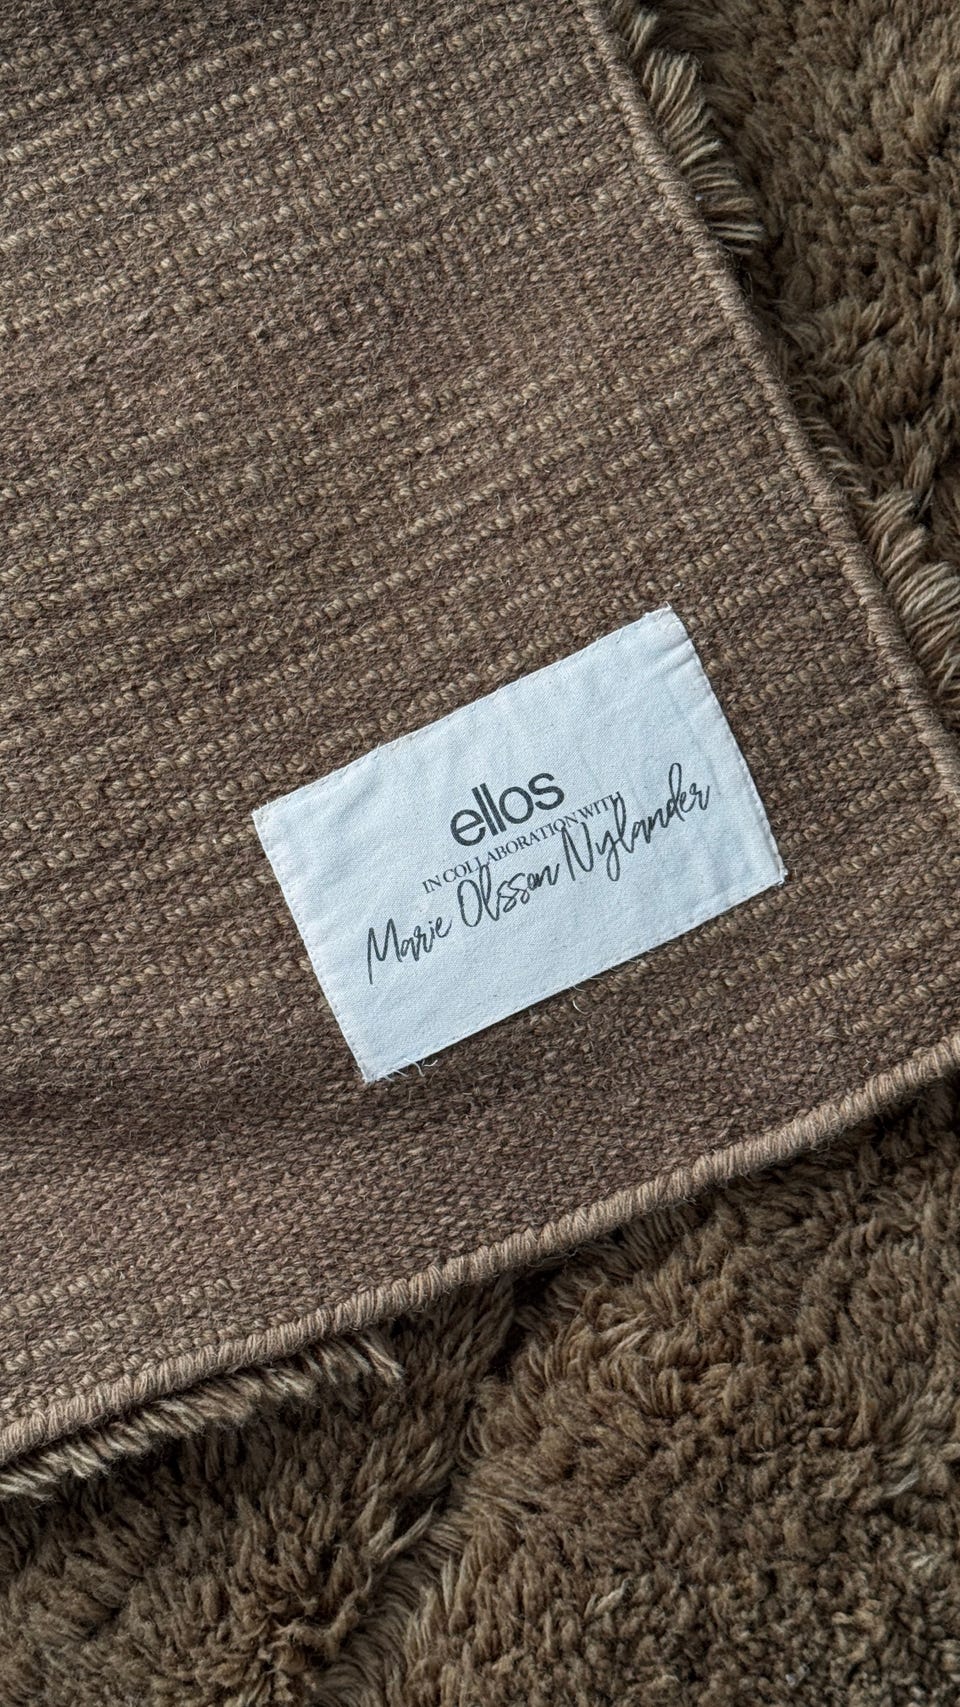 ellos
IN COLLABORATION WITH
Marie Olsson Nylander